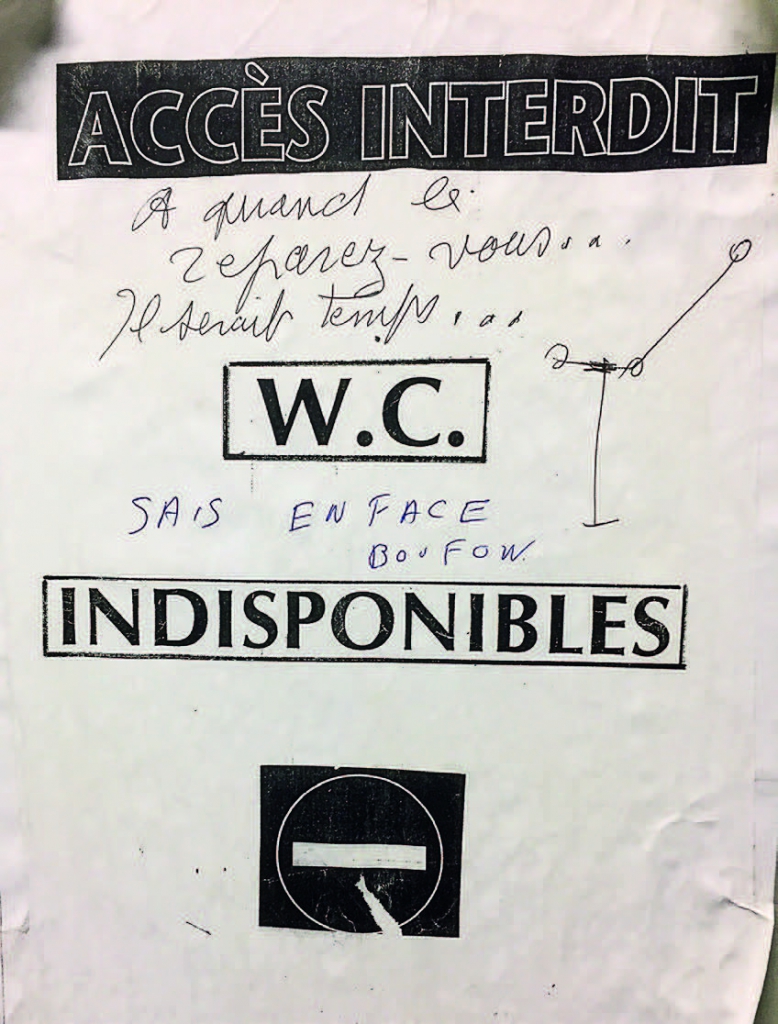 ACCÈS INTERDIT
A quand le
reparez-vous...
Il serait temps...
W.C.
SAIS EN FACE
BOUFON
INDISPONIBLES